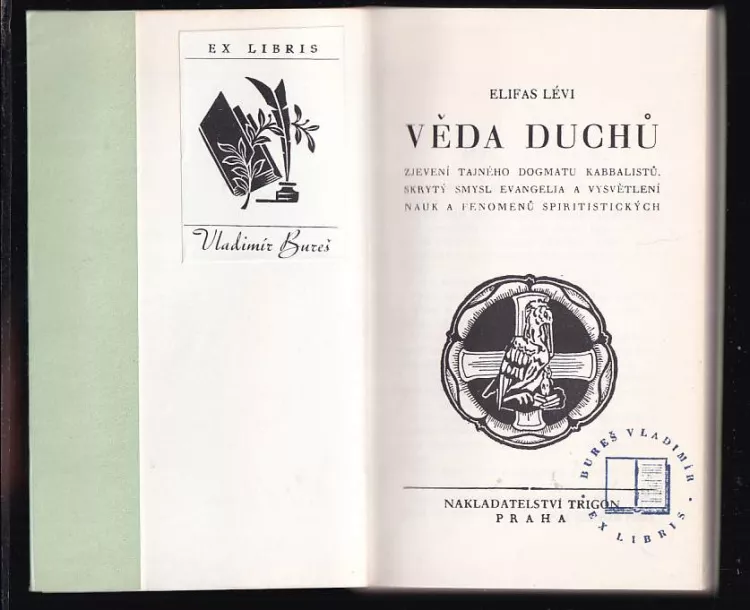 EX LIBRIS
Vladimír Bureš
ELIFAS LÉVI
VĚDA DUCHŮ
ZJEVENÍ TAJNÉHO DOGMATU KABBALISTŮ.
SKRYTÝ SMYSL EVANGELIA A VYSVĚTLENÍ
NAUK A FENOMENŮ SPIRITISTICKÝCH
BUREŠ VLADIMÍR
EX LIBRIS
NAKLADATELSTVÍ TRIGON
PRAHA